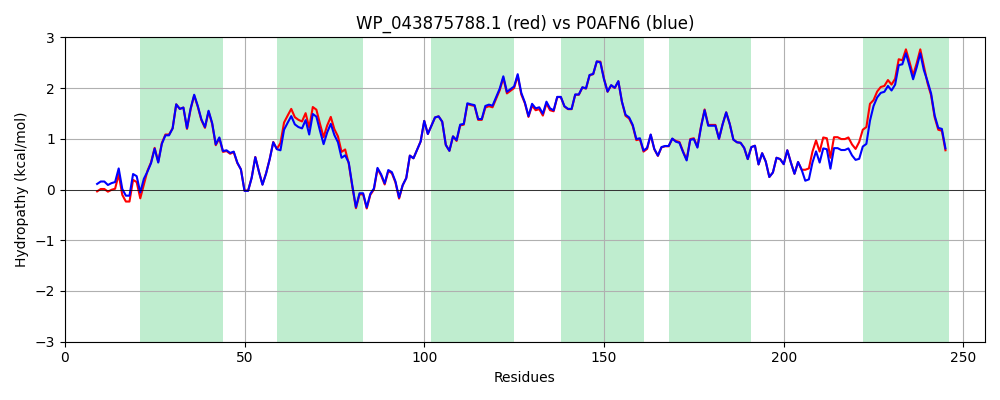 WP_043875788.1 (red) vs P0AFN6 (blue)
Hydropathy (kcal/mol)
3
2
1
0
−1
−2
−3
0 50 100 150 200 250
Residues